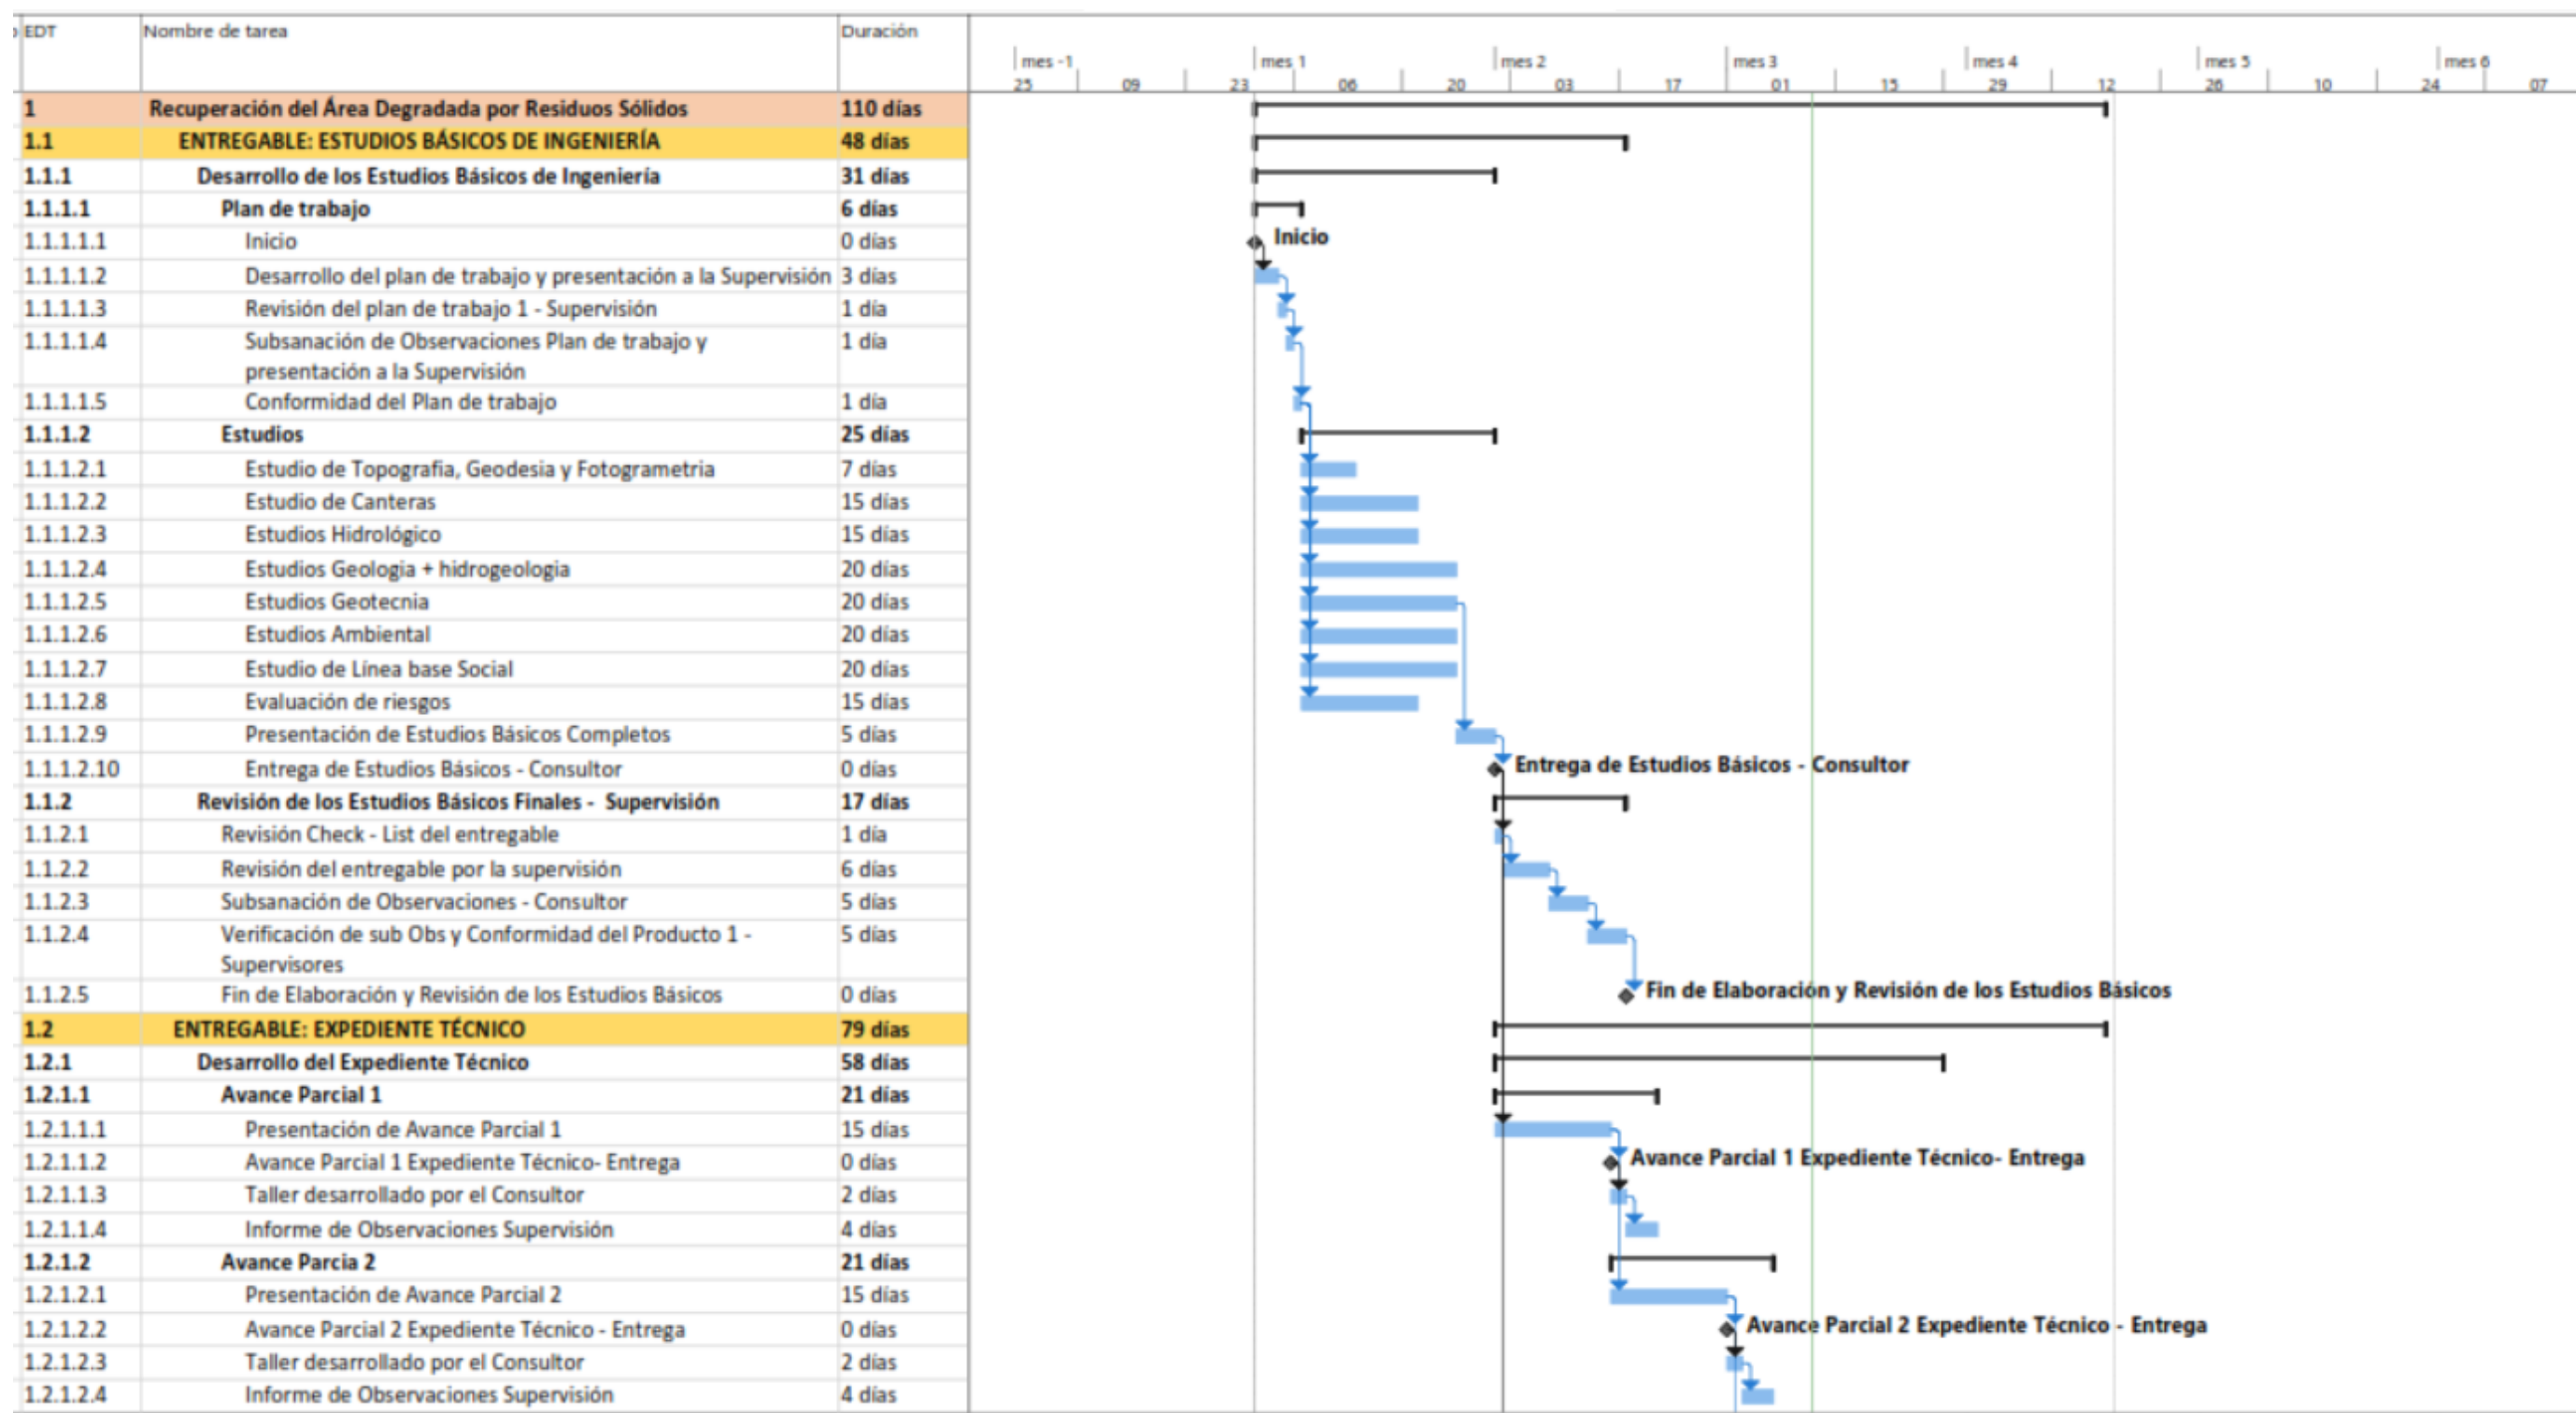 EDT Nombre de tarea Duración
mes -1 mes 1 mes 2 mes 3 mes 4 mes 5 mes 6
25 09 23 06 20 03 17 01 15 29 12 26 10 24 07
1 Recuperación del Área Degradada por Residuos Sólidos 110 días
1.1 ENTREGABLE: ESTUDIOS BÁSICOS DE INGENIERÍA 48 días
1.1.1 Desarrollo de los Estudios Básicos de Ingeniería 31 días
1.1.1.1 Plan de trabajo 6 días
1.1.1.1.1 Inicio 0 días Inicio
1.1.1.1.2 Desarrollo del plan de trabajo y presentación a la Supervisión 3 días
1.1.1.1.3 Revisión del plan de trabajo 1 - Supervisión 1 día
1.1.1.1.4 Subsanación de Observaciones Plan de trabajo y 1 día
presentación a la Supervisión
1.1.1.1.5 Conformidad del Plan de trabajo 1 día
1.1.1.2 Estudios 25 días
1.1.1.2.1 Estudio de Topografia, Geodesia y Fotogrametria 7 días
1.1.1.2.2 Estudio de Canteras 15 días
1.1.1.2.3 Estudios Hidrológico 15 días
1.1.1.2.4 Estudios Geologia + hidrogeologia 20 días
1.1.1.2.5 Estudios Geotecnia 20 días
1.1.1.2.6 Estudios Ambiental 20 días
1.1.1.2.7 Estudio de Línea base Social 20 días
1.1.1.2.8 Evaluación de riesgos 15 días
1.1.1.2.9 Presentación de Estudios Básicos Completos 5 días
1.1.1.2.10 Entrega de Estudios Básicos - Consultor 0 días Entrega de Estudios Básicos - Consultor
1.1.2 Revisión de los Estudios Básicos Finales - Supervisión 17 días
1.1.2.1 Revisión Check - List del entregable 1 día
1.1.2.2 Revisión del entregable por la supervisión 6 días
1.1.2.3 Subsanación de Observaciones - Consultor 5 días
1.1.2.4 Verificación de sub Obs y Conformidad del Producto 1 - 5 días
Supervisores
1.1.2.5 Fin de Elaboración y Revisión de los Estudios Básicos 0 días Fin de Elaboración y Revisión de los Estudios Básicos
1.2 ENTREGABLE: EXPEDIENTE TÉCNICO 79 días
1.2.1 Desarrollo del Expediente Técnico 58 días
1.2.1.1 Avance Parcial 1 21 días
1.2.1.1.1 Presentación de Avance Parcial 1 15 días
1.2.1.1.2 Avance Parcial 1 Expediente Técnico- Entrega 0 días Avance Parcial 1 Expediente Técnico- Entrega
1.2.1.1.3 Taller desarrollado por el Consultor 2 días
1.2.1.1.4 Informe de Observaciones Supervisión 4 días
1.2.1.2 Avance Parcia 2 21 días
1.2.1.2.1 Presentación de Avance Parcial 2 15 días
1.2.1.2.2 Avance Parcial 2 Expediente Técnico - Entrega 0 días Avance Parcial 2 Expediente Técnico - Entrega
1.2.1.2.3 Taller desarrollado por el Consultor 2 días
1.2.1.2.4 Informe de Observaciones Supervisión 4 días